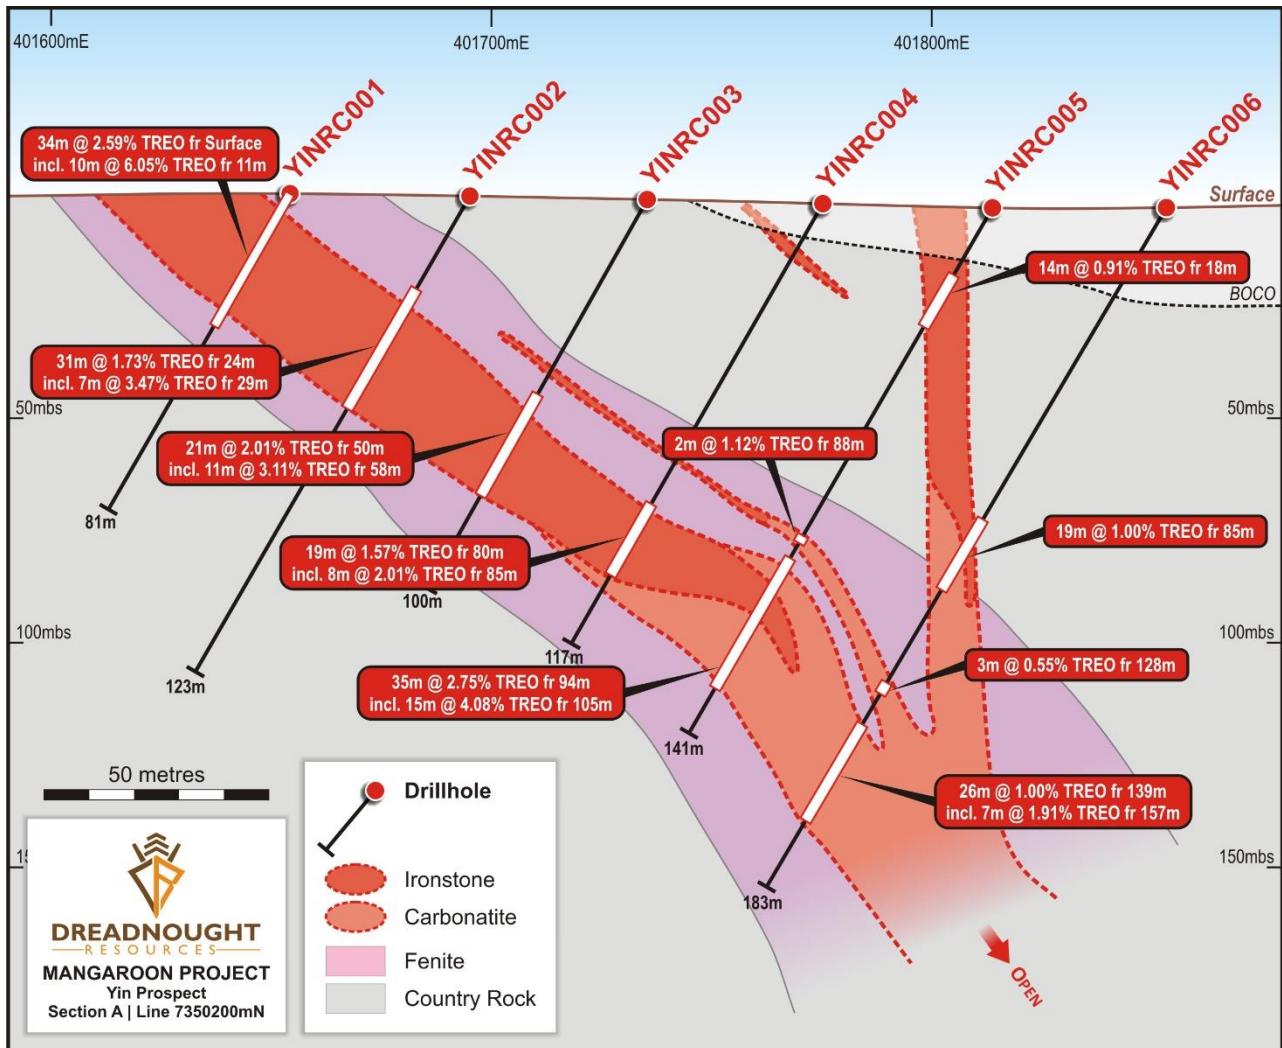 401600mE
401700mE
401800mE
YINRC001
YINRC002
YINRC003
YINRC004
YINRC005
YINRC006
34m @ 2.59% TREO fr Surface
incl. 10m @ 6.05% TREO fr 11m
Surface
14m @ 0.91% TREO fr 18m
BOCO
31m @ 1.73% TREO fr 24m
incl. 7m @ 3.47% TREO fr 29m
50mbs
50mbs
21m @ 2.01% TREO fr 50m
incl. 11m @ 3.11% TREO fr 58m
2m @ 1.12% TREO fr 88m
81m
19m @ 1.57% TREO fr 80m
incl. 8m @ 2.01% TREO fr 85m
19m @ 1.00% TREO fr 85m
100m
100mbs
100mbs
117m
123m
3m @ 0.55% TREO fr 128m
35m @ 2.75% TREO fr 94m
incl. 15m @ 4.08% TREO fr 105m
141m
26m @ 1.00% TREO fr 139m
incl. 7m @ 1.91% TREO fr 157m
150mbs
183m
OPEN
50 metres
DREADNOUGHT
RESOURCES
MANGAROON PROJECT
Yin Prospect
Section A | Line 7350200mN
Drillhole
Ironstone
Carbonatite
Fenite
Country Rock